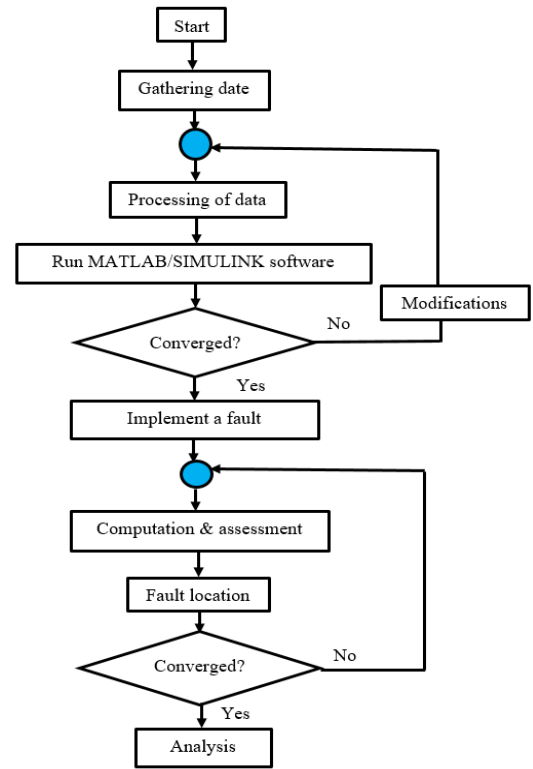 Start
Gathering date
Processing of data
Run MATLAB/SIMULINK software
Modifications
Converged?
No
Yes
Implement a fault
Computation & assessment
Fault location
Converged?
No
Yes
Analysis